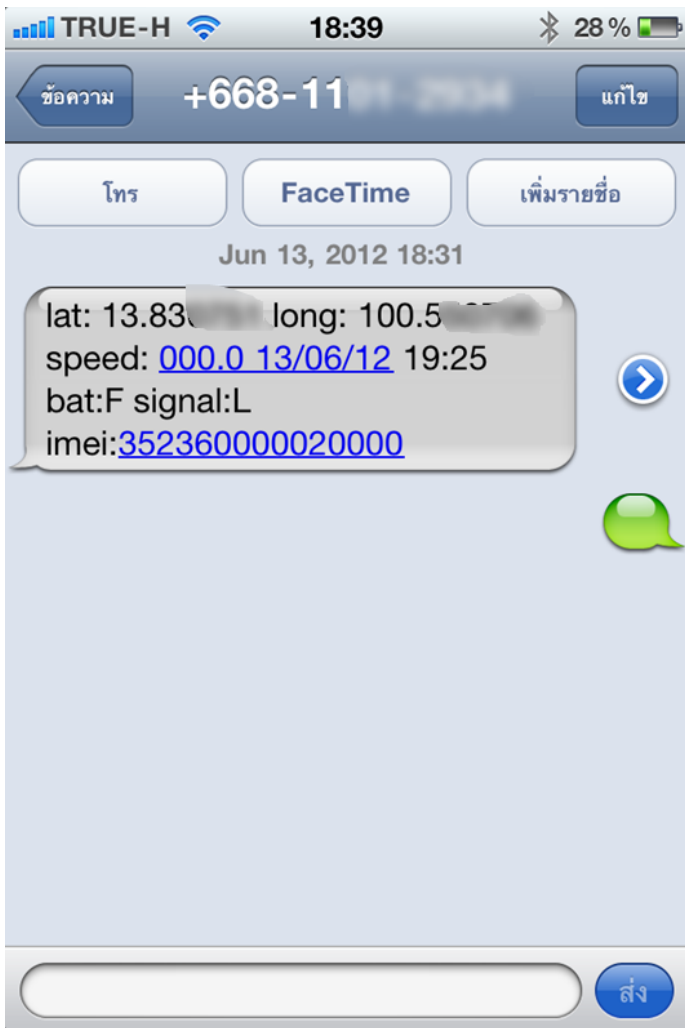 TRUE-H 18:39 28%
ข้อความ +668-11 แก้ไข
โทร FaceTime เพิ่มรายชื่อ
Jun 13, 2012 18:31
lat: 13.83 long: 100.5
speed: 000.0 13/06/12 19:25
bat:F signal:L
imei:352360000020000
ส่ง